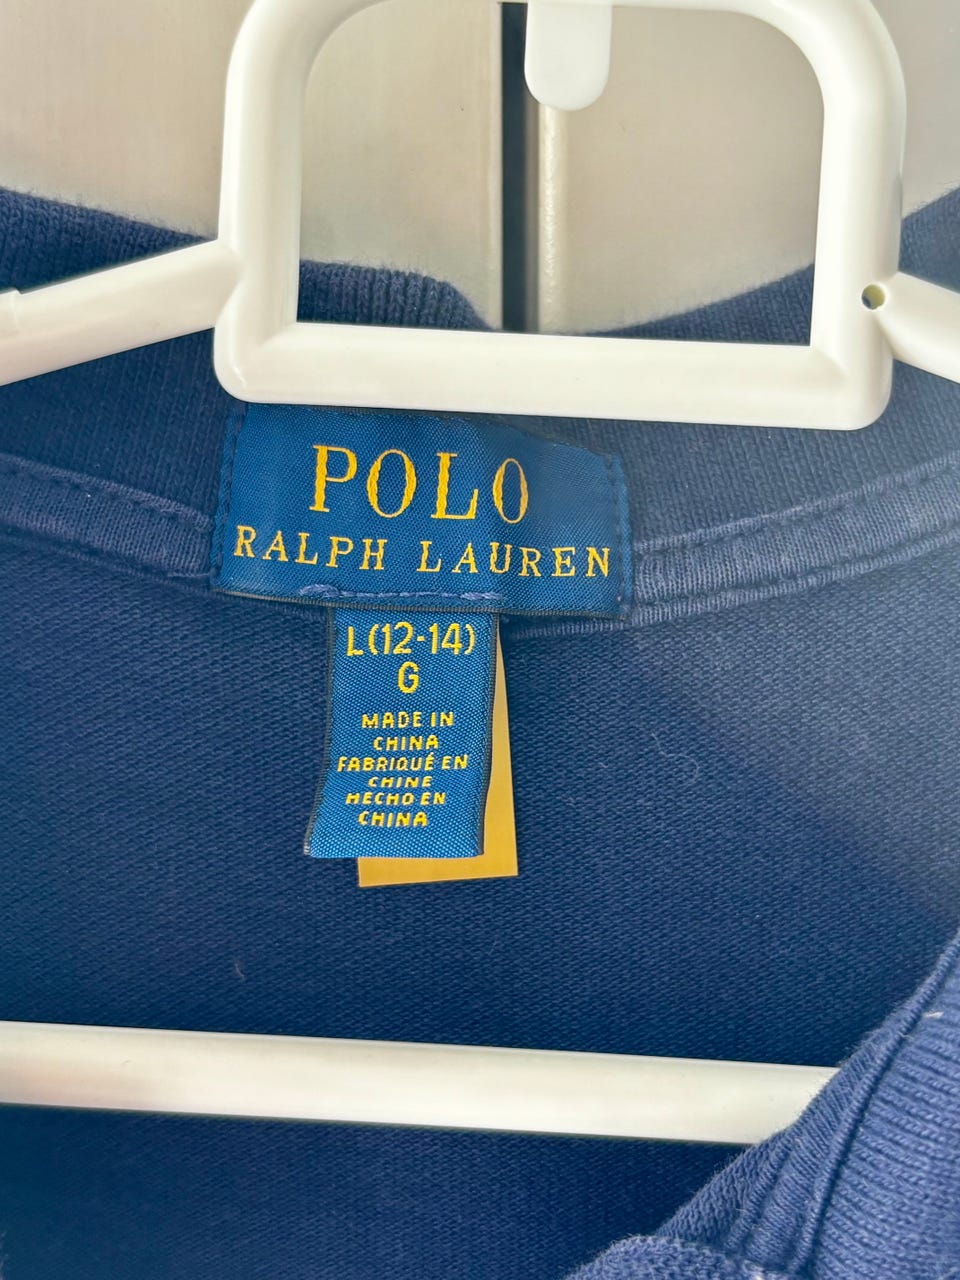 POLO
RALPH LAUREN
L(12-14)
G
MADE IN
CHINA
FABRIQUÉ EN
CHINE
HECHO EN
CHINA